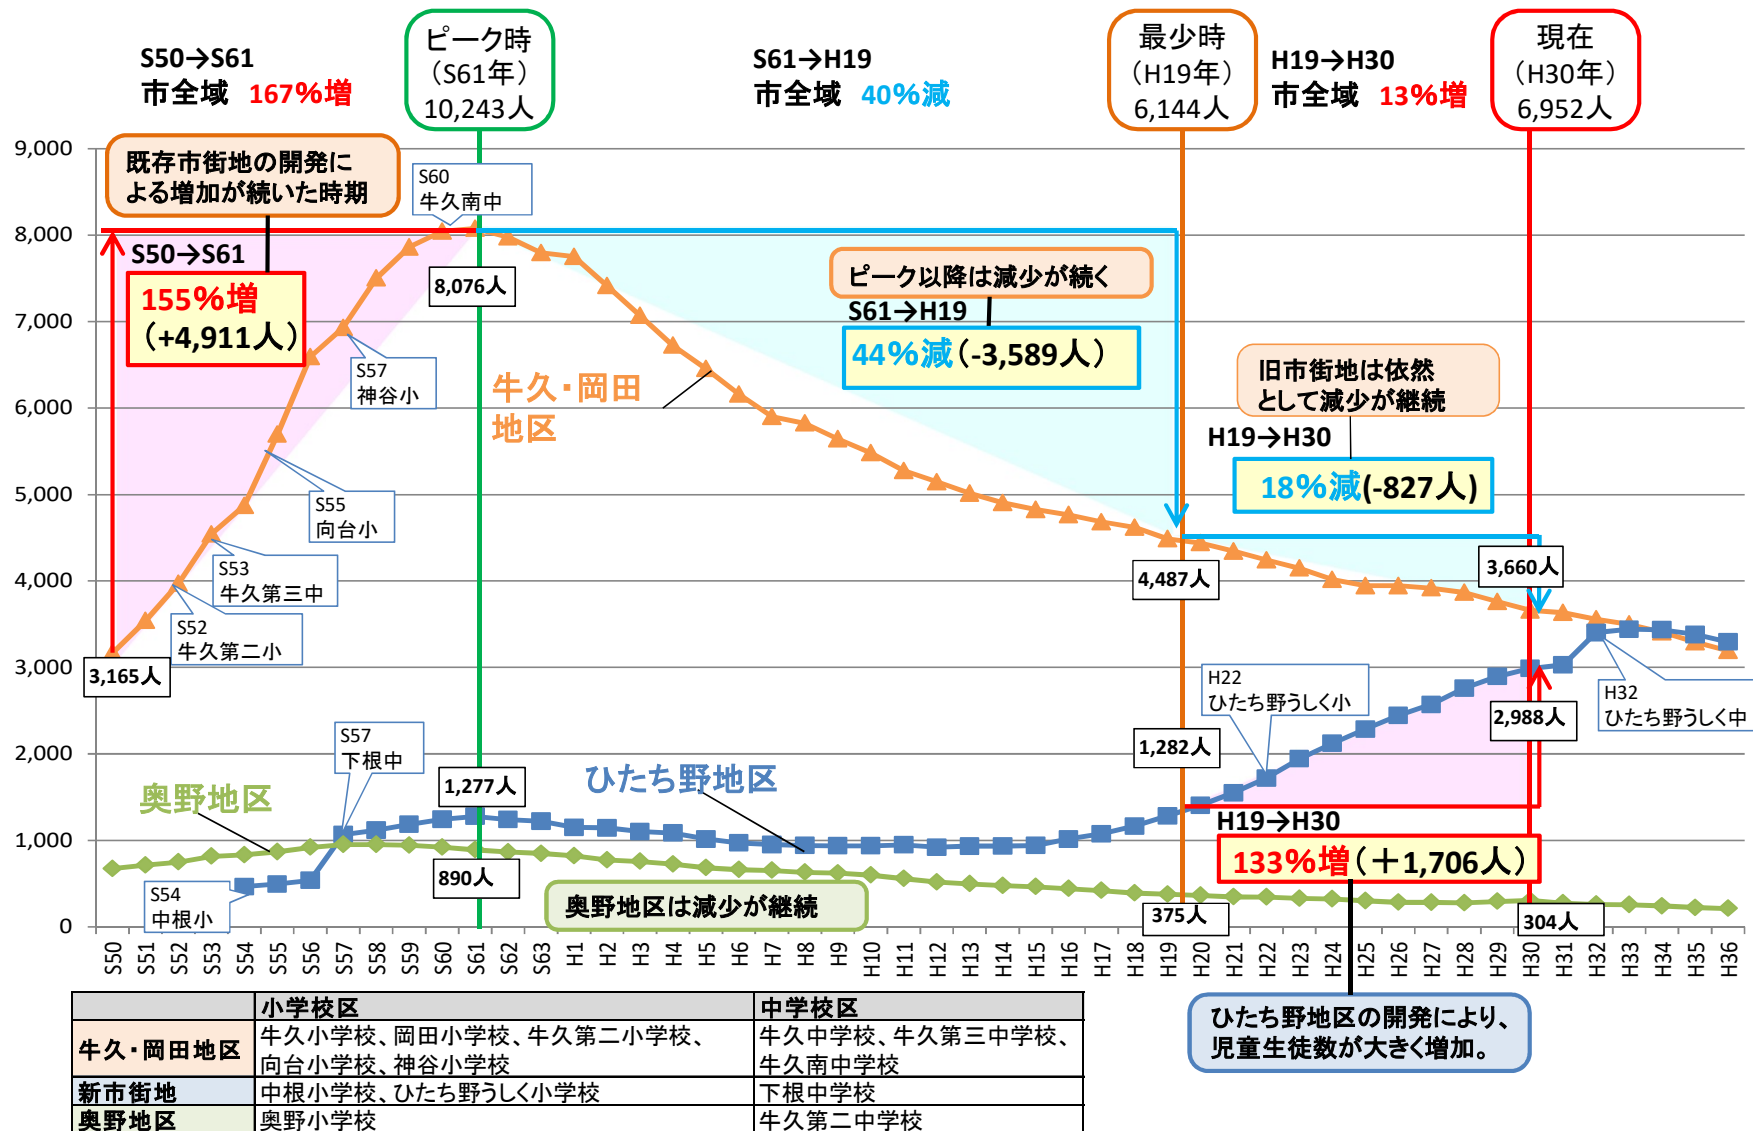 S50→S61
市全域 167%増
ピーク時
(S61年)
10,243人
S61→H19
市全域 40%減
最少時
(H19年)
6,144人
H19→H30
市全域 13%増
現在
(H30年)
6,952人
9,000
8,000
7,000
6,000
5,000
4,000
3,000
2,000
1,000
0
既存市街地の開発に
よる増加が続いた時期
S50→S61
155%増
(+4,911人)
S60
牛久南中
8,076人
S57
神谷小
S55
向台小
S53
牛久第三中
S52
牛久第二小
3,165人
牛久・岡田
地区
ピーク以降は減少が続く
S61→H19
44%減(-3,589人)
旧市街地は依然
として減少が継続
H19→H30
18%減(-827人)
4,487人
3,660人
H22
ひたち野うしく小
H32
ひたち野うしく中
2,988人
1,282人
S57
下根中
奥野地区
1,277人
ひたち野地区
H19→H30
133%増(+1,706人)
S54
中根小
890人
奥野地区は減少が継続
375人
304人
S50 S51 S52 S53 S54 S55 S56 S57 S58 S59 S60 S61 S62 S63 H1 H2 H3 H4 H5 H6 H7 H8 H9 H10 H11 H12 H13 H14 H15 H16 H17 H18 H19 H20 H21 H22 H23 H24 H25 H26 H27 H28 H29 H30 H31 H32 H33 H34 H35 H36
ひたち野地区の開発により、
児童生徒数が大きく増加。
小学校区 中学校区
牛久・岡田地区 牛久小学校、岡田小学校、牛久第二小学校、 牛久中学校、牛久第三中学校、
向台小学校、神谷小学校 牛久南中学校
新市街地 中根小学校、ひたち野うしく小学校 下根中学校
奥野地区 奥野小学校 牛久第二中学校